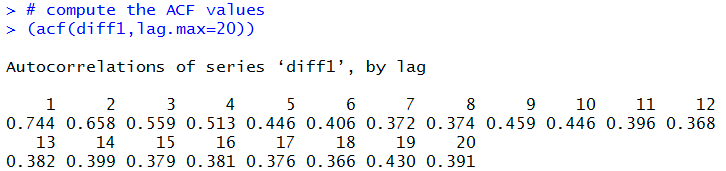 > # compute the ACF values
> (acf(diff1,lag.max=20))
Autocorrelations of series ‘diff1’, by lag
1 2 3 4 5 6 7 8 9 10 11 12
0.744 0.658 0.559 0.513 0.446 0.406 0.372 0.374 0.459 0.446 0.396 0.368
13 14 15 16 17 18 19 20
0.382 0.399 0.379 0.381 0.376 0.366 0.430 0.391